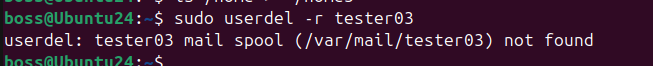 boss@Ubuntu24:~$ sudo userdel -r tester03
userdel: tester03 mail spool (/var/mail/tester03) not found
boss@Ubuntu24:~$